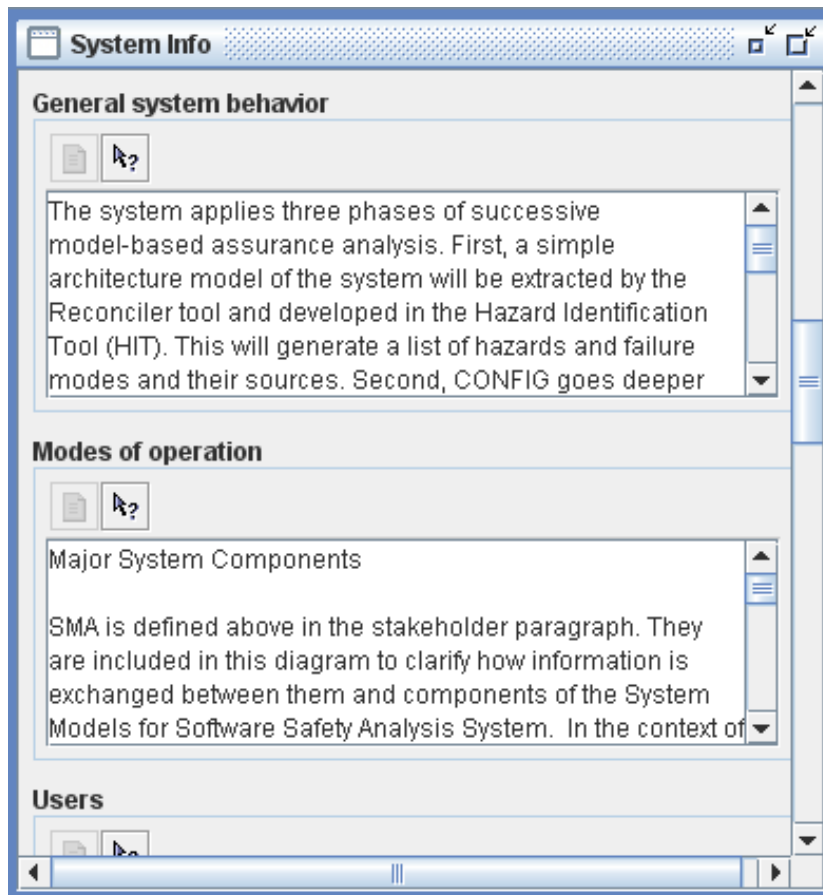 System Info
General system behavior
The system applies three phases of successive
model-based assurance analysis. First, a simple
architecture model of the system will be extracted by the
Reconciler tool and developed in the Hazard Identification
Tool (HIT). This will generate a list of hazards and failure
modes and their sources. Second, CONFIG goes deeper
Modes of operation
Major System Components
SMA is defined above in the stakeholder paragraph. They
are included in this diagram to clarify how information is
exchanged between them and components of the System
Models for Software Safety Analysis System.  In the context of
Users